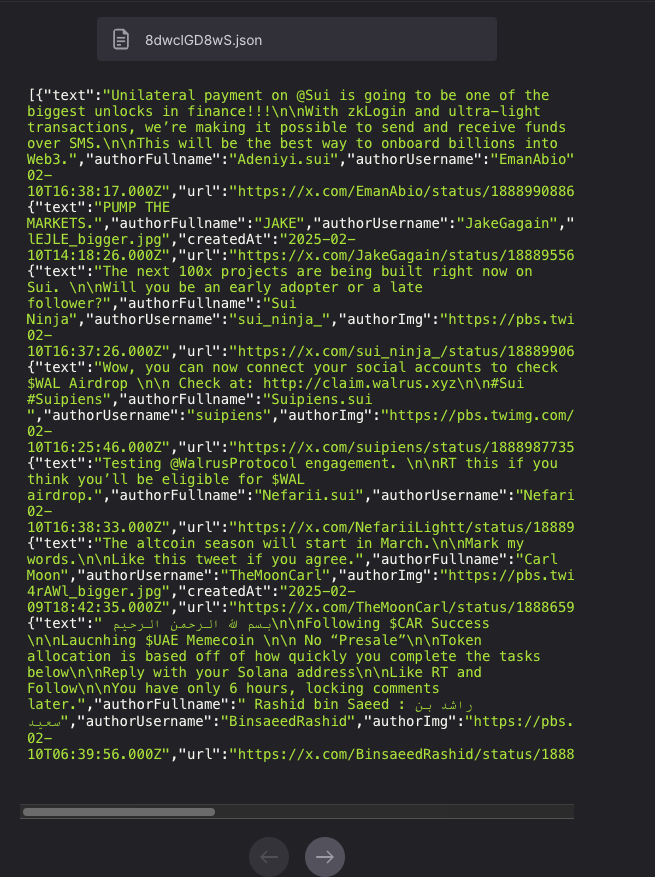 8dwclGD8wS.json
[{"text":"Unilateral payment on @Sui is going to be one of the
biggest unlocks in finance!!!\n\nWith zkLogin and ultra-light
transactions, we’re making it possible to send and receive funds
over SMS.\n\nThis will be the best way to onboard billions into
Web3.","authorFullname":"Adeniyi.sui","authorUsername":"EmanAbio"
02-
10T16:38:17.000Z","url":"https://x.com/EmanAbio/status/1888990886
{"text":"PUMP THE
MARKETS.","authorFullname":"JAKE","authorUsername":"JakeGagain","
lEJLE_bigger.jpg","createdAt":"2025-02-
10T14:18:26.000Z","url":"https://x.com/JakeGagain/status/18889556
{"text":"The next 100x projects are being built right now on
Sui. \n\nWill you be an early adopter or a late
follower?","authorFullname":"Sui
Ninja","authorUsername":"sui_ninja_","authorImg":"https://pbs.twi
02-
10T16:37:26.000Z","url":"https://x.com/sui_ninja_/status/18889906
{"text":"Wow, you can now connect your social accounts to check
$WAL Airdrop \n\n Check at: http://claim.walrus.xyz\n\n#Sui
#Suipiens","authorFullname":"Suipiens.sui
","authorUsername":"suipiens","authorImg":"https://pbs.twimg.com/
02-
10T16:25:46.000Z","url":"https://x.com/suipiens/status/1888987735
{"text":"Testing @WalrusProtocol engagement. \n\nRT this if you
think you’ll be eligible for $WAL
airdrop.","authorFullname":"Nefarii.sui","authorUsername":"Nefari
02-
10T16:38:33.000Z","url":"https://x.com/NefariiLightt/status/18889
{"text":"The altcoin season will start in March.\n\nMark my
words.\n\nLike this tweet if you agree.","authorFullname":"Carl
Moon","authorUsername":"TheMoonCarl","authorImg":"https://pbs.twi
4rAWl_bigger.jpg","createdAt":"2025-02-
09T18:42:35.000Z","url":"https://x.com/TheMoonCarl/status/1888659
{"text":" بسم الله الرحمن الرحيم\n\nFollowing $CAR Success
\n\nLaucnhing $UAE Memecoin \n\n No “Presale”\n\nToken
allocation is based off of how quickly you complete the tasks
below\n\nReply with your Solana address\n\nLike RT and
Follow\n\nYou have only 6 hours, locking comments
later.","authorFullname":" Rashid bin Saeed : راشد بن
سعيد","authorUsername":"BinsaeedRashid","authorImg":"https://pbs.
02-
10T06:39:56.000Z","url":"https://x.com/BinsaeedRashid/status/1888